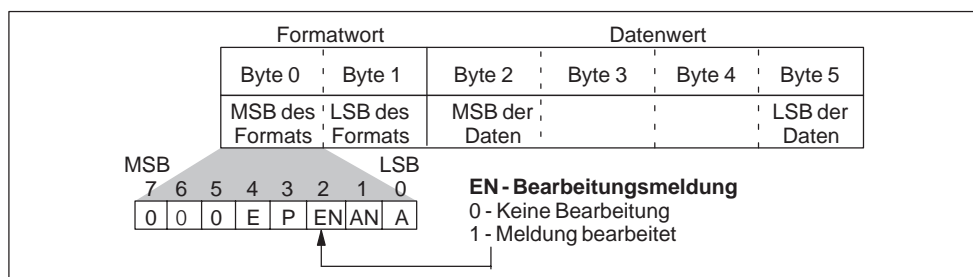 Formatwort Datenwert
Byte 0 Byte 1 Byte 2 Byte 3 Byte 4 Byte 5
MSB des LSB des MSB der LSB der
Formats Formats Daten Daten
MSB LSB
7 6 5 4 3 2 1 0
0 0 0 E P EN AN A
EN - Bearbeitungsmeldung
0 - Keine Bearbeitung
1 - Meldung bearbeitet